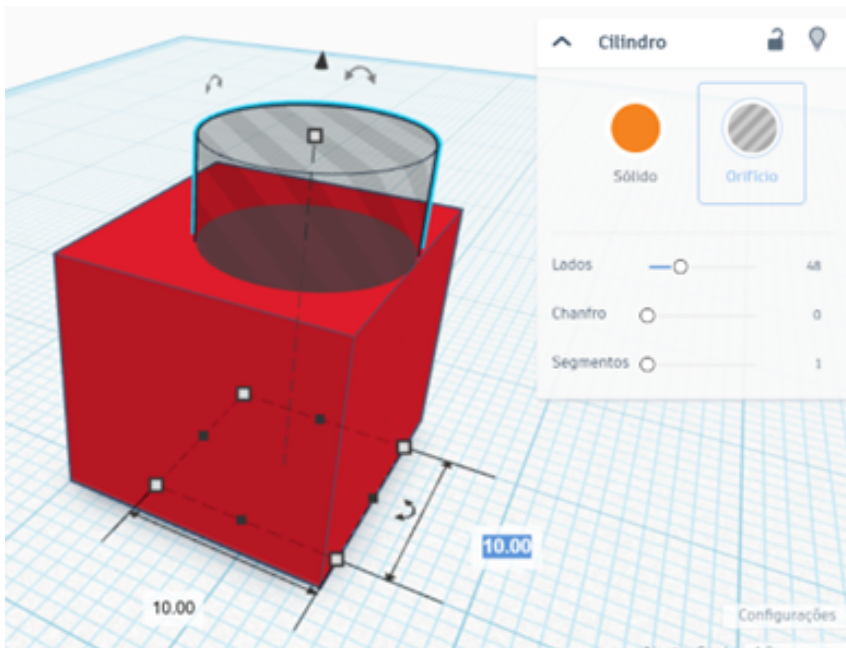 Cilindro
Sólido
Orifício
Lados
48
Chanfro
0
Segmentos
1
10.00
10.00
Configurações